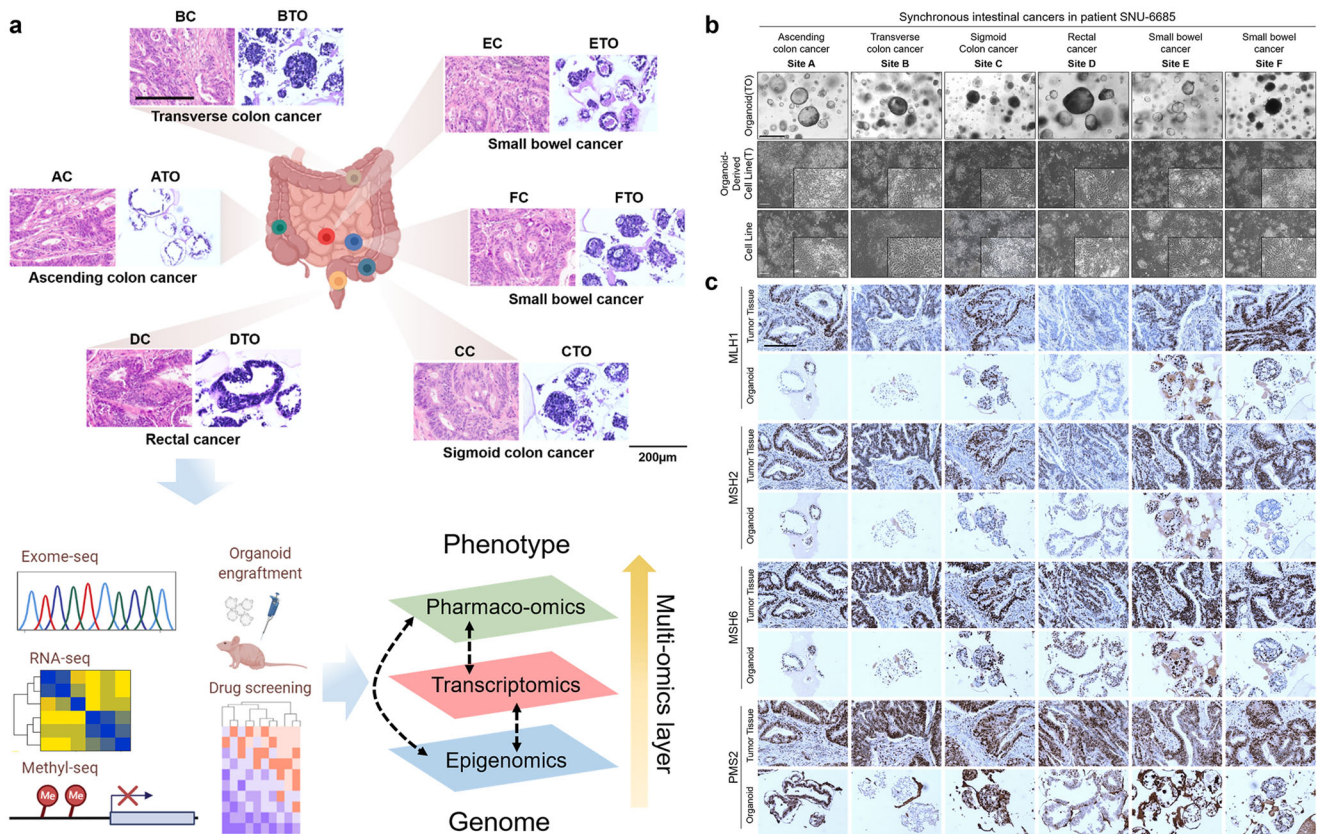 a
BC BTO
Transverse colon cancer
EC ETO
Small bowel cancer
AC ATO
Ascending colon cancer
FC FTO
Small bowel cancer
DC DTO
Rectal cancer
CC CTO
Sigmoid colon cancer
200μm
Exome-seq
RNA-seq
Methyl-seq
Me Me
Organoid
engraftment
Drug screening
Phenotype
Pharmaco-omics
Transcriptomics
Epigenomics
Genome
Multi-omics layer
b
Synchronous intestinal cancers in patient SNU-6685
Ascending
colon cancer
Site A
Transverse
colon cancer
Site B
Sigmoid
Colon cancer
Site C
Rectal
cancer
Site D
Small bowel
cancer
Site E
Small bowel
cancer
Site F
Organoid(TO)
Organoid-
Derived
Cell Line(T)
Cell Line
c
MLH1
Tumor Tissue
Organoid
MSH2
Tumor Tissue
Organoid
MSH6
Tumor Tissue
Organoid
PMS2
Tumor Tissue
Organoid